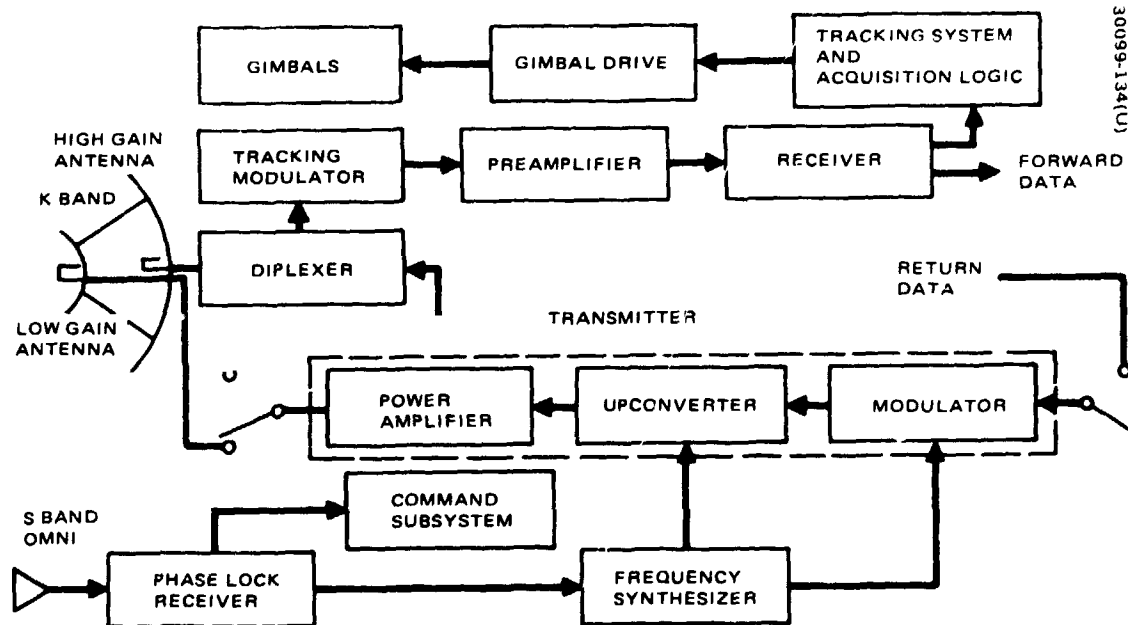 30099-134(U)
GIMBALS
GIMBAL DRIVE
TRACKING SYSTEM
AND
ACQUISITION LOGIC
HIGH GAIN
ANTENNA
K BAND
TRACKING
MODULATOR
PREAMPLIFIER
RECEIVER
FORWARD
DATA
DIPLEXER
RETURN
DATA
LOW GAIN
ANTENNA
TRANSMITTER
POWER
AMPLIFIER
UPCONVERTER
MODULATOR
COMMAND
SUBSYSTEM
S BAND
OMNI
PHASE LOCK
RECEIVER
FREQUENCY
SYNTHESIZER